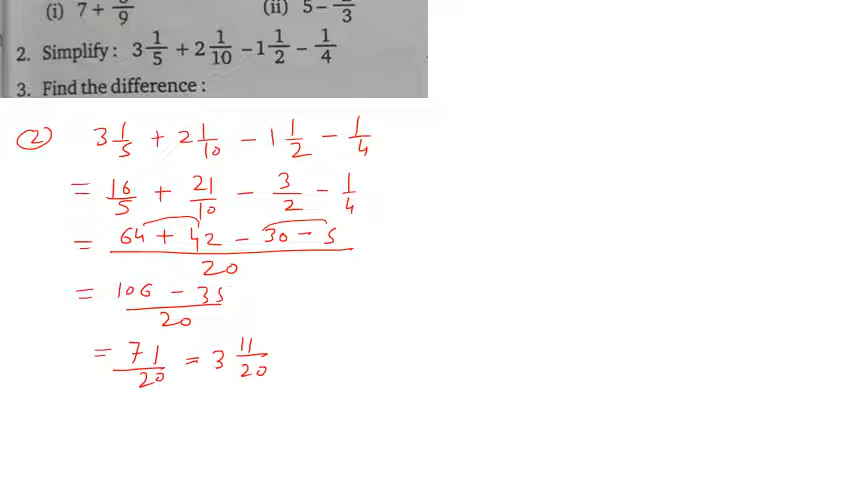 (i) 7 + /9 (ii) 5 - /3
2. Simplify : 3 1/5 + 2 1/10 - 1 1/2 - 1/4
3. Find the difference :
(2) 3 1/5 + 2 1/10 - 1 1/2 - 1/4
= 16/5 + 21/10 - 3/2 - 1/4
= 64 + 42 - 30 - 5 / 20
= 106 - 35 / 20
= 71/20 = 3 11/20